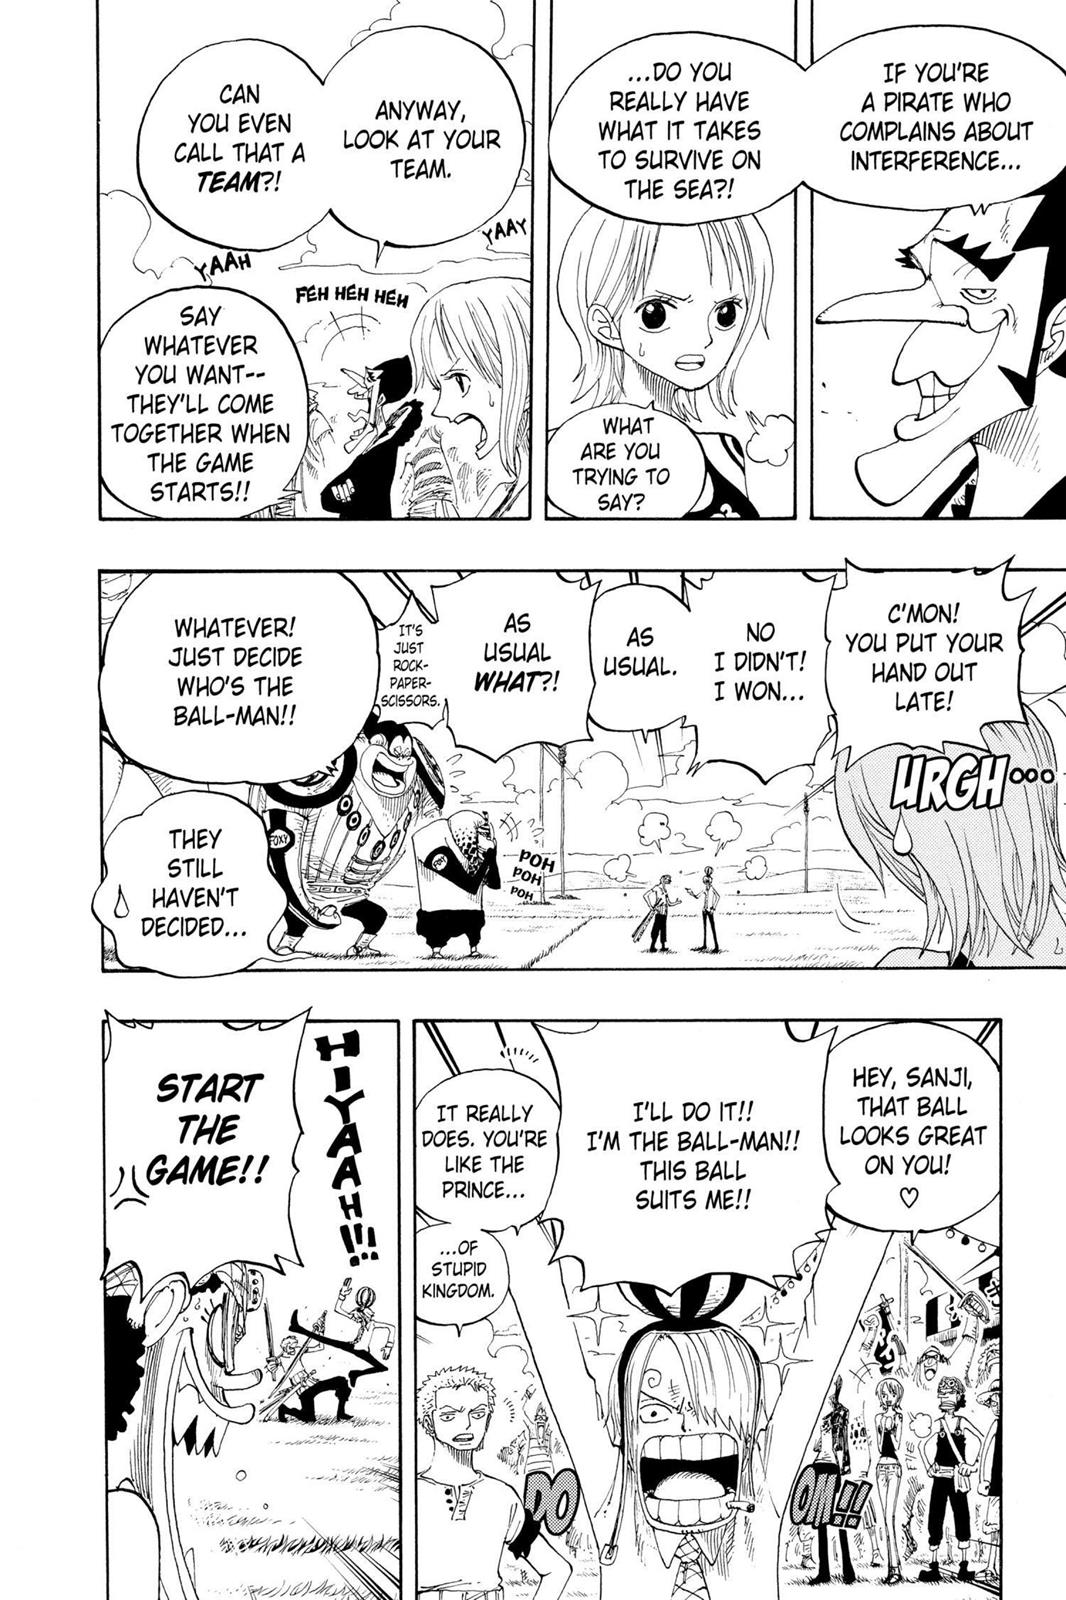 IF YOU'RE
A PIRATE WHO
COMPLAINS ABOUT
INTERFERENCE...
...DO YOU
REALLY HAVE
WHAT IT TAKES
TO SURVIVE ON
THE SEA?!
WHAT
ARE YOU
TRYING TO
SAY?
ANYWAY,
LOOK AT YOUR
TEAM.
CAN
YOU EVEN
CALL THAT A
TEAM?!
YAAY
YAAH
FEH HEH HEH
SAY
WHATEVER
YOU WANT--
THEY'LL COME
TOGETHER WHEN
THE GAME
STARTS!!
C'MON!
YOU PUT YOUR
HAND OUT
LATE!
NO
I DIDN'T!
I WON...
AS
USUAL.
AS
USUAL
WHAT?!
IT'S
JUST
ROCK-
PAPER-
SCISSORS.
WHATEVER!
JUST DECIDE
WHO'S THE
BALL-MAN!!
URGH...
FOXY
FOXY
POH
POH
POH
THEY
STILL
HAVEN'T
DECIDED...
HEY, SANJI,
THAT BALL
LOOKS GREAT
ON YOU!
♡
I'LL DO IT!!
I'M THE BALL-MAN!!
THIS BALL
SUITS ME!!
IT REALLY
DOES. YOU'RE
LIKE THE
PRINCE...
...OF
STUPID
KINGDOM.
DO
OM!!
HIYAAH!!!
START
THE
GAME!!